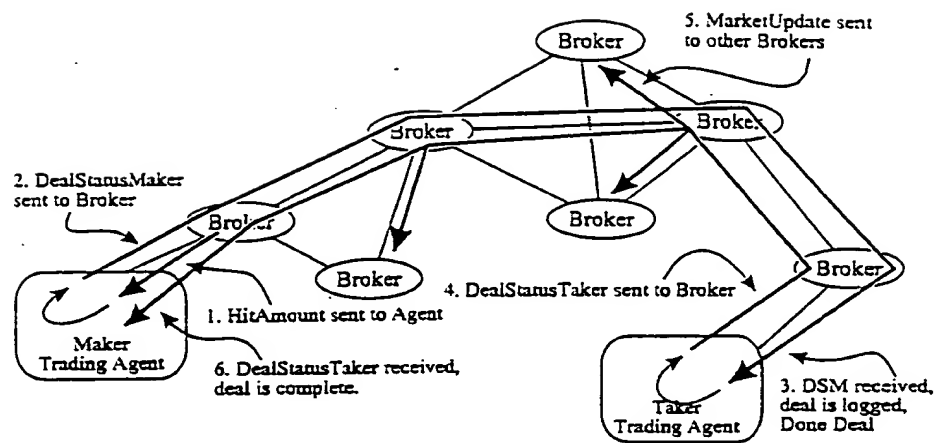 Broker
5. MarketUpdate sent
to other Brokers
Broker
Broker
2. DealStatusMaker
sent to Broker
Broker
Broker
Broker
Broker
4. DealStatusTaker sent to Broker
1. HitAmount sent to Agent
Maker
Trading Agent
6. DealStatusTaker received,
deal is complete.
3. DSM received,
deal is logged,
Done Deal
Taker
Trading Agent